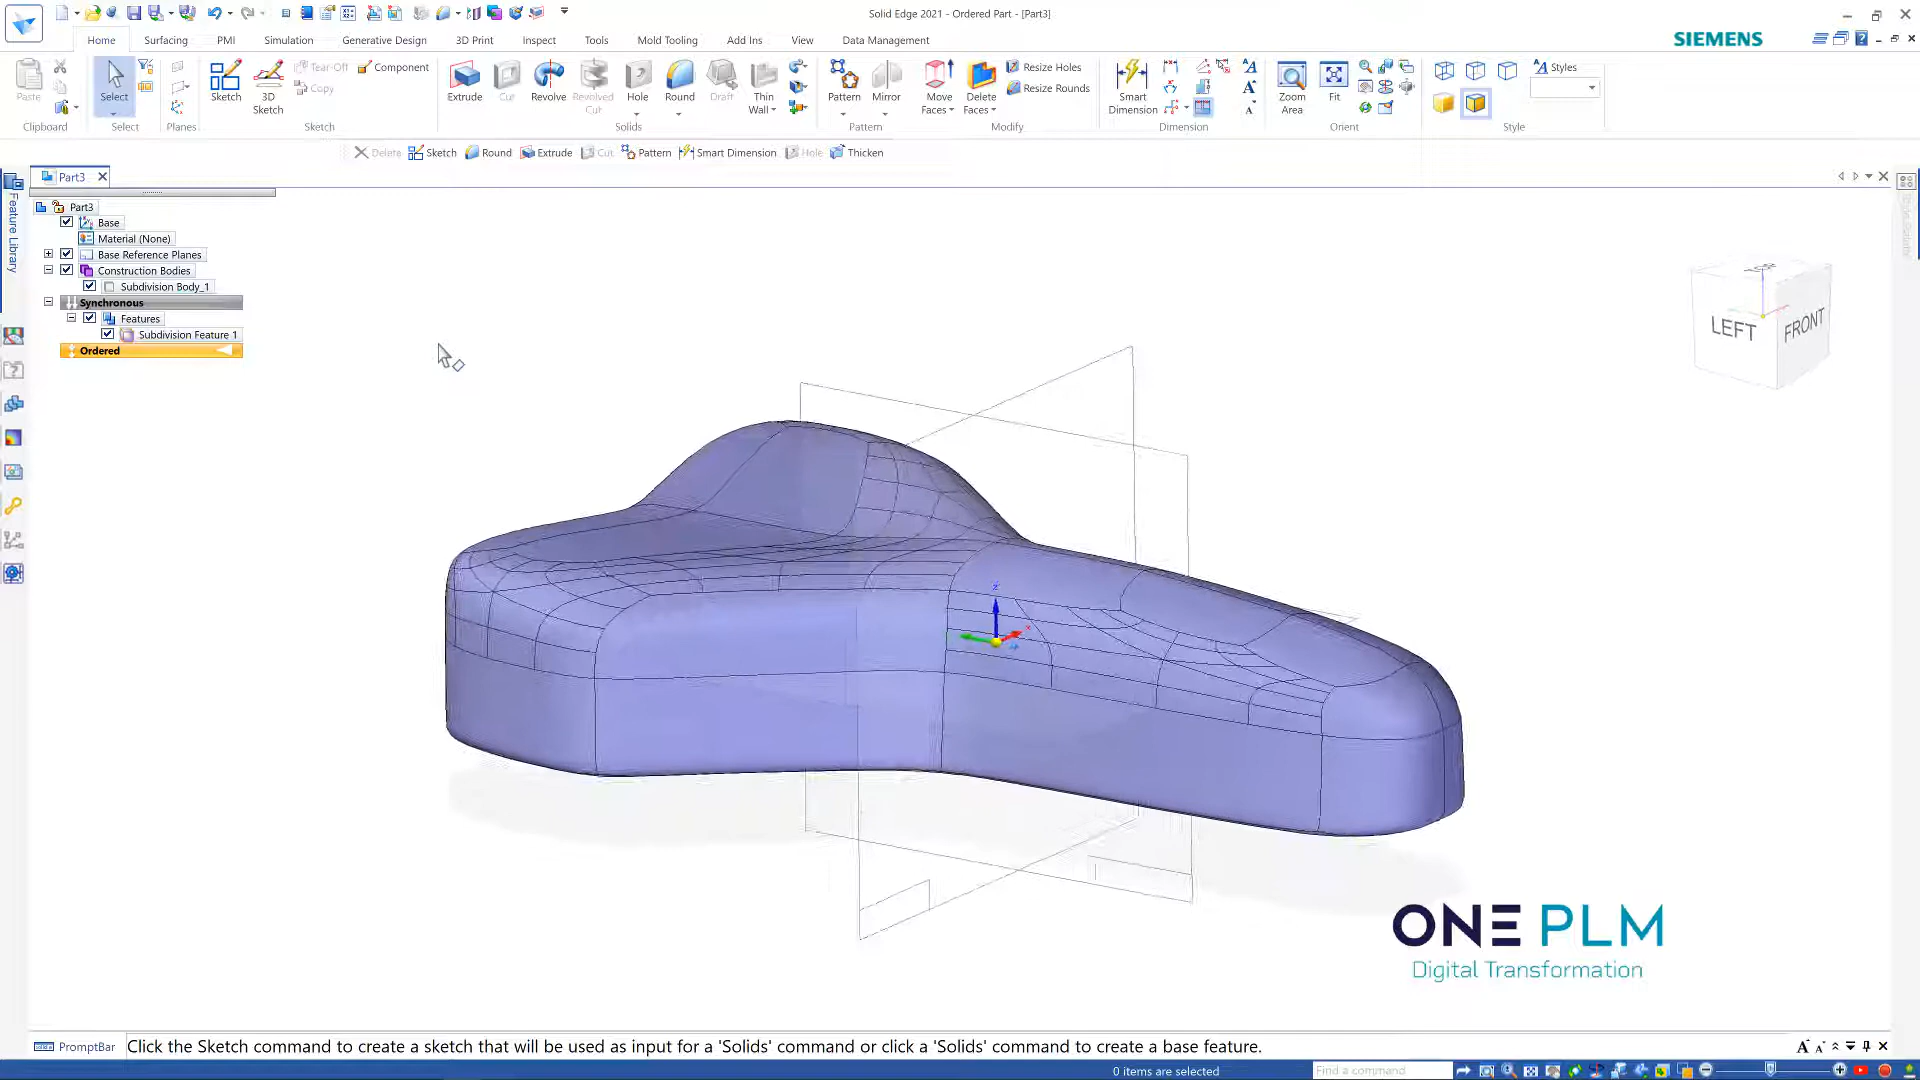 Solid Edge 2021 - Ordered Part - [Part3]
Home
Surfacing
PMI
Simulation
Generative Design
3D Print
Inspect
Tools
Mold Tooling
Add Ins
View
Data Management
SIEMENS
Paste
Clipboard
Select
Select
Planes
Sketch
3D Sketch
Tear-Off
Copy
Component
Sketch
Extrude
Cut
Revolve
Revolved Cut
Hole
Round
Draft
Thin Wall
Solids
Pattern
Mirror
Pattern
Move Faces
Delete Faces
Resize Holes
Resize Rounds
Modify
Smart Dimension
Dimension
Zoom Area
Fit
Orient
Styles
Style
Delete
Sketch
Round
Extrude
Cut
Pattern
Smart Dimension
Hole
Thicken
Part3
Feature Library
Part3
Base
Material (None)
Base Reference Planes
Construction Bodies
Subdivision Body_1
Synchronous
Features
Subdivision Feature 1
Ordered
TOP
LEFT
FRONT
Z
X
ONE PLM
Digital Transformation
PromptBar
Click the Sketch command to create a sketch that will be used as input for a 'Solids' command or click a 'Solids' command to create a base feature.
0 items are selected
Find a command